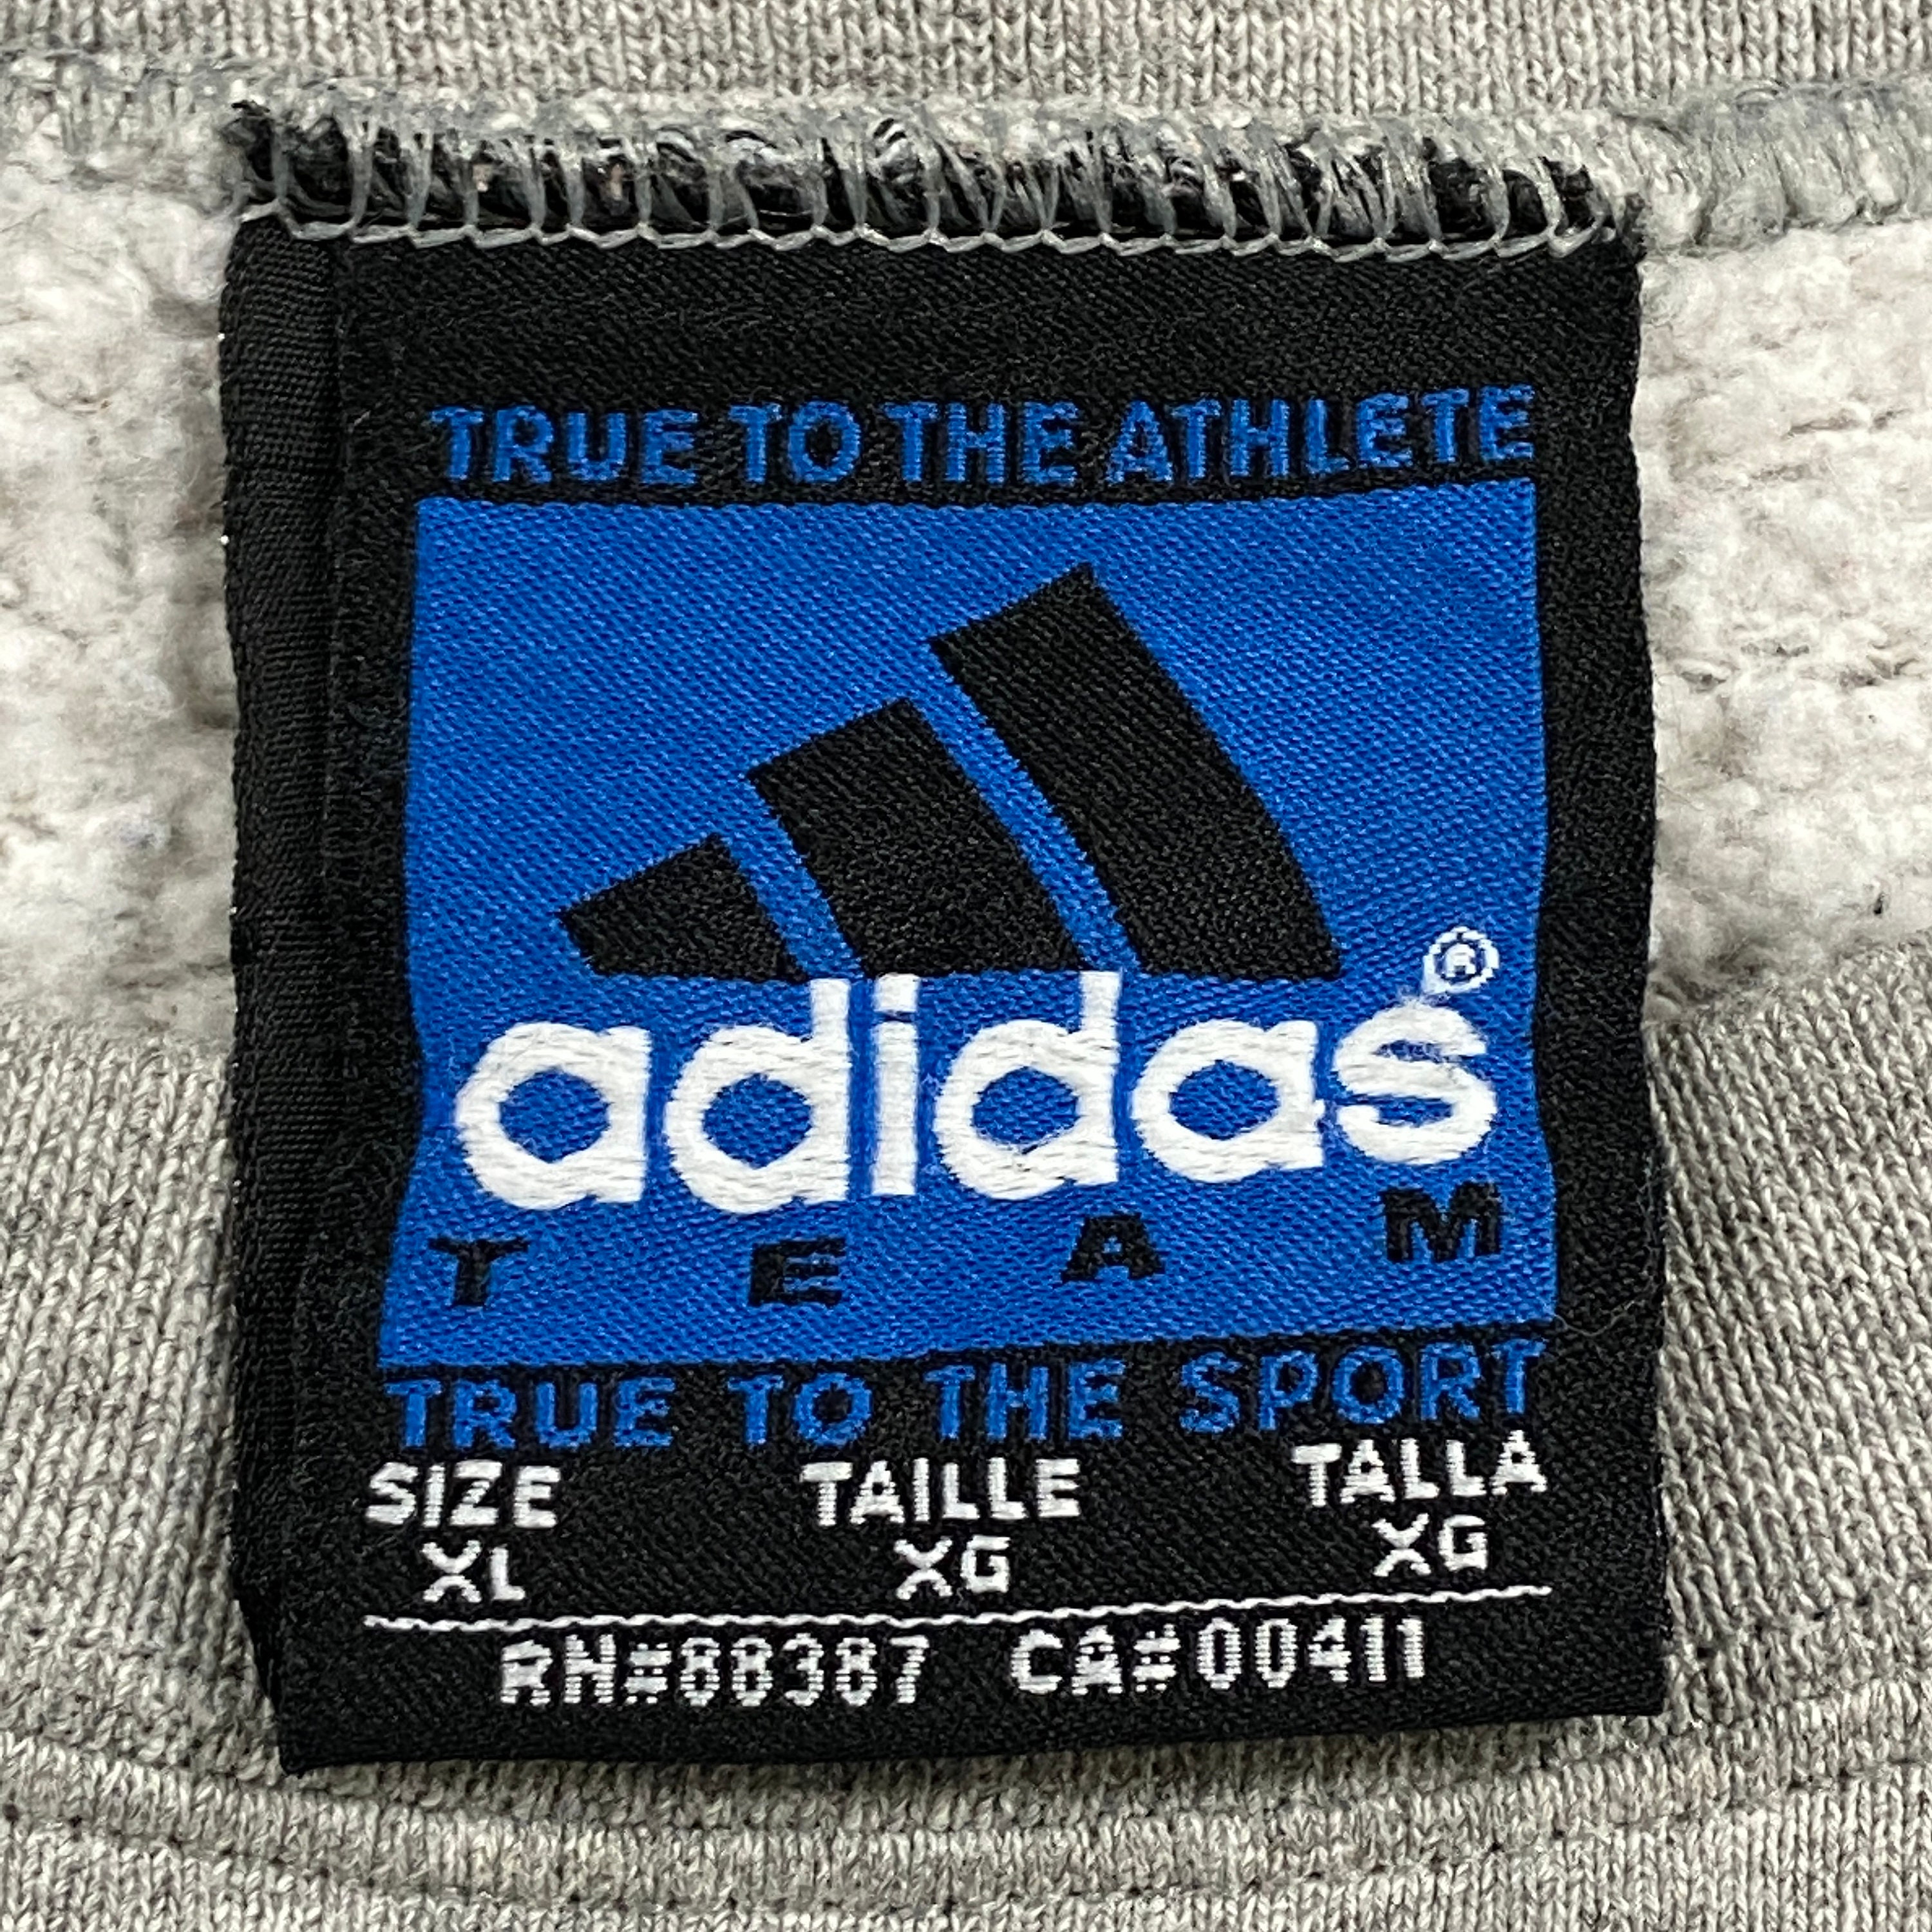 TRUE TO THE ATHLETE
adidas®
TEAM
TRUE TO THE SPORT
SIZE TAILLE TALLA
XL XG XG
RN#88387 CA#00411